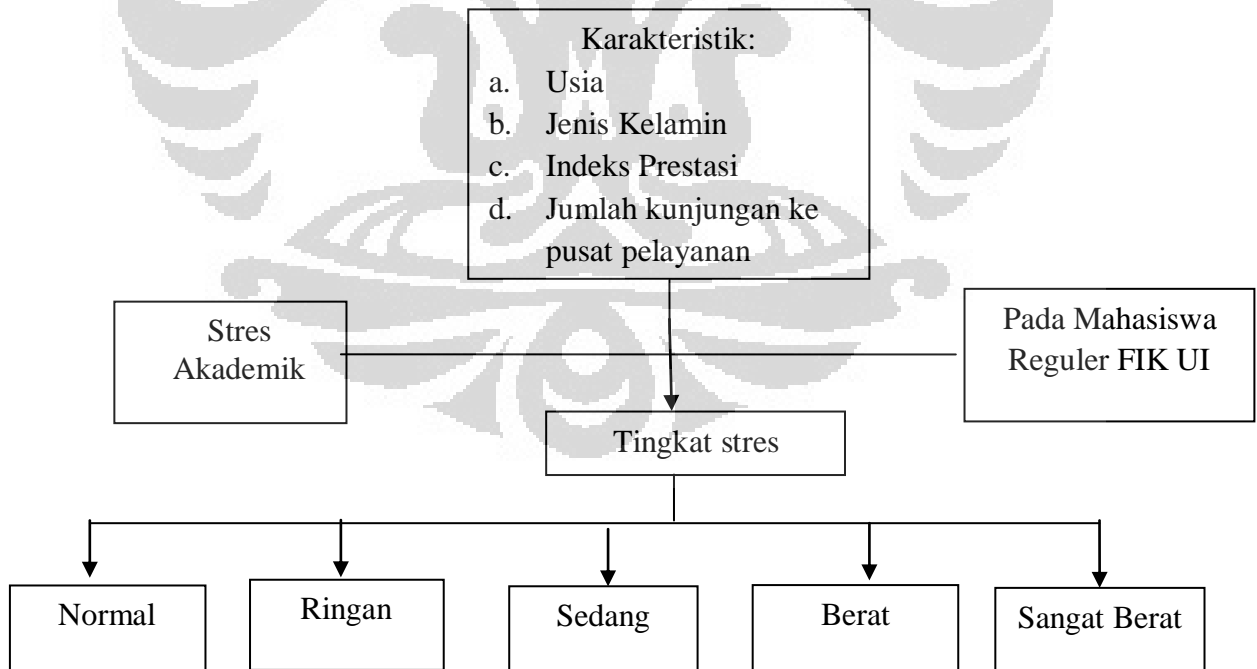 Karakteristik:
a. Usia
b. Jenis Kelamin
c. Indeks Prestasi
d. Jumlah kunjungan ke
pusat pelayanan
Stres
Akademik
Pada Mahasiswa
Reguler FIK UI
Tingkat stres
Normal
Ringan
Sedang
Berat
Sangat Berat